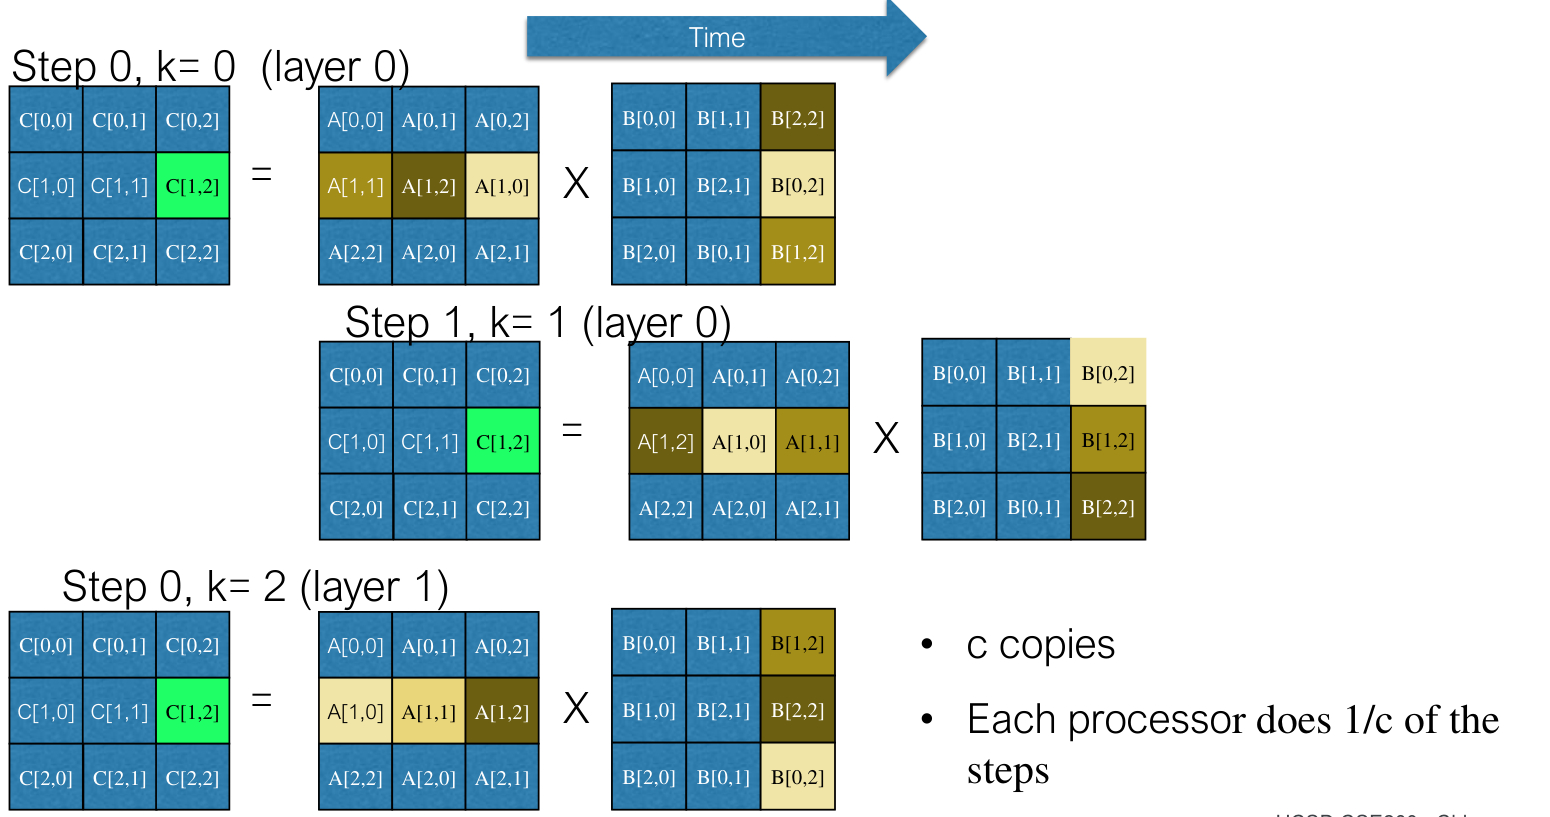 Time
Step 0, k= 0 (layer 0)
C[0,0] C[0,1] C[0,2] A[0,0] A[0,1] A[0,2] B[0,0] B[1,1] B[2,2]
C[1,0] C[1,1] C[1,2] = A[1,1] A[1,2] A[1,0] X B[1,0] B[2,1] B[0,2]
C[2,0] C[2,1] C[2,2] A[2,2] A[2,0] A[2,1] B[2,0] B[0,1] B[1,2]
Step 1, k= 1 (layer 0)
C[0,0] C[0,1] C[0,2] A[0,0] A[0,1] A[0,2] B[0,0] B[1,1] B[0,2]
C[1,0] C[1,1] C[1,2] = A[1,2] A[1,0] A[1,1] X B[1,0] B[2,1] B[1,2]
C[2,0] C[2,1] C[2,2] A[2,2] A[2,0] A[2,1] B[2,0] B[0,1] B[2,2]
Step 0, k= 2 (layer 1)
C[0,0] C[0,1] C[0,2] A[0,0] A[0,1] A[0,2] B[0,0] B[1,1] B[1,2]
C[1,0] C[1,1] C[1,2] = A[1,0] A[1,1] A[1,2] X B[1,0] B[2,1] B[2,2]
C[2,0] C[2,1] C[2,2] A[2,2] A[2,0] A[2,1] B[2,0] B[0,1] B[0,2]
• c copies
• Each processor does 1/c of the
steps